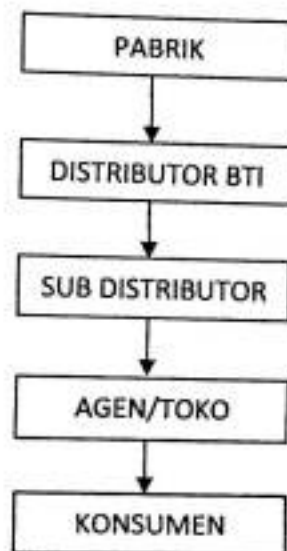 PABRIK
DISTRIBUTOR BTI
SUB DISTRIBUTOR
AGEN/TOKO
KONSUMEN